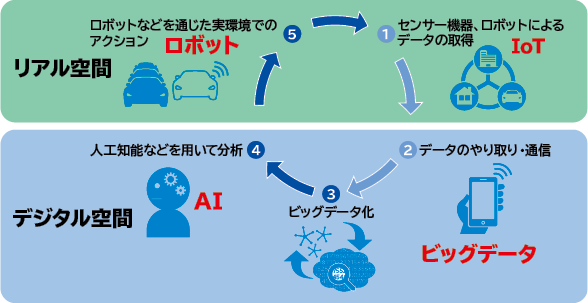 リアル空間
ロボットなどを通じた実環境での
アクション
ロボット
5
1
センサー機器、ロボットによる
データの取得
IoT
デジタル空間
2
データのやり取り・通信
ビッグデータ
3
ビッグデータ化
4
人工知能などを用いて分析
AI